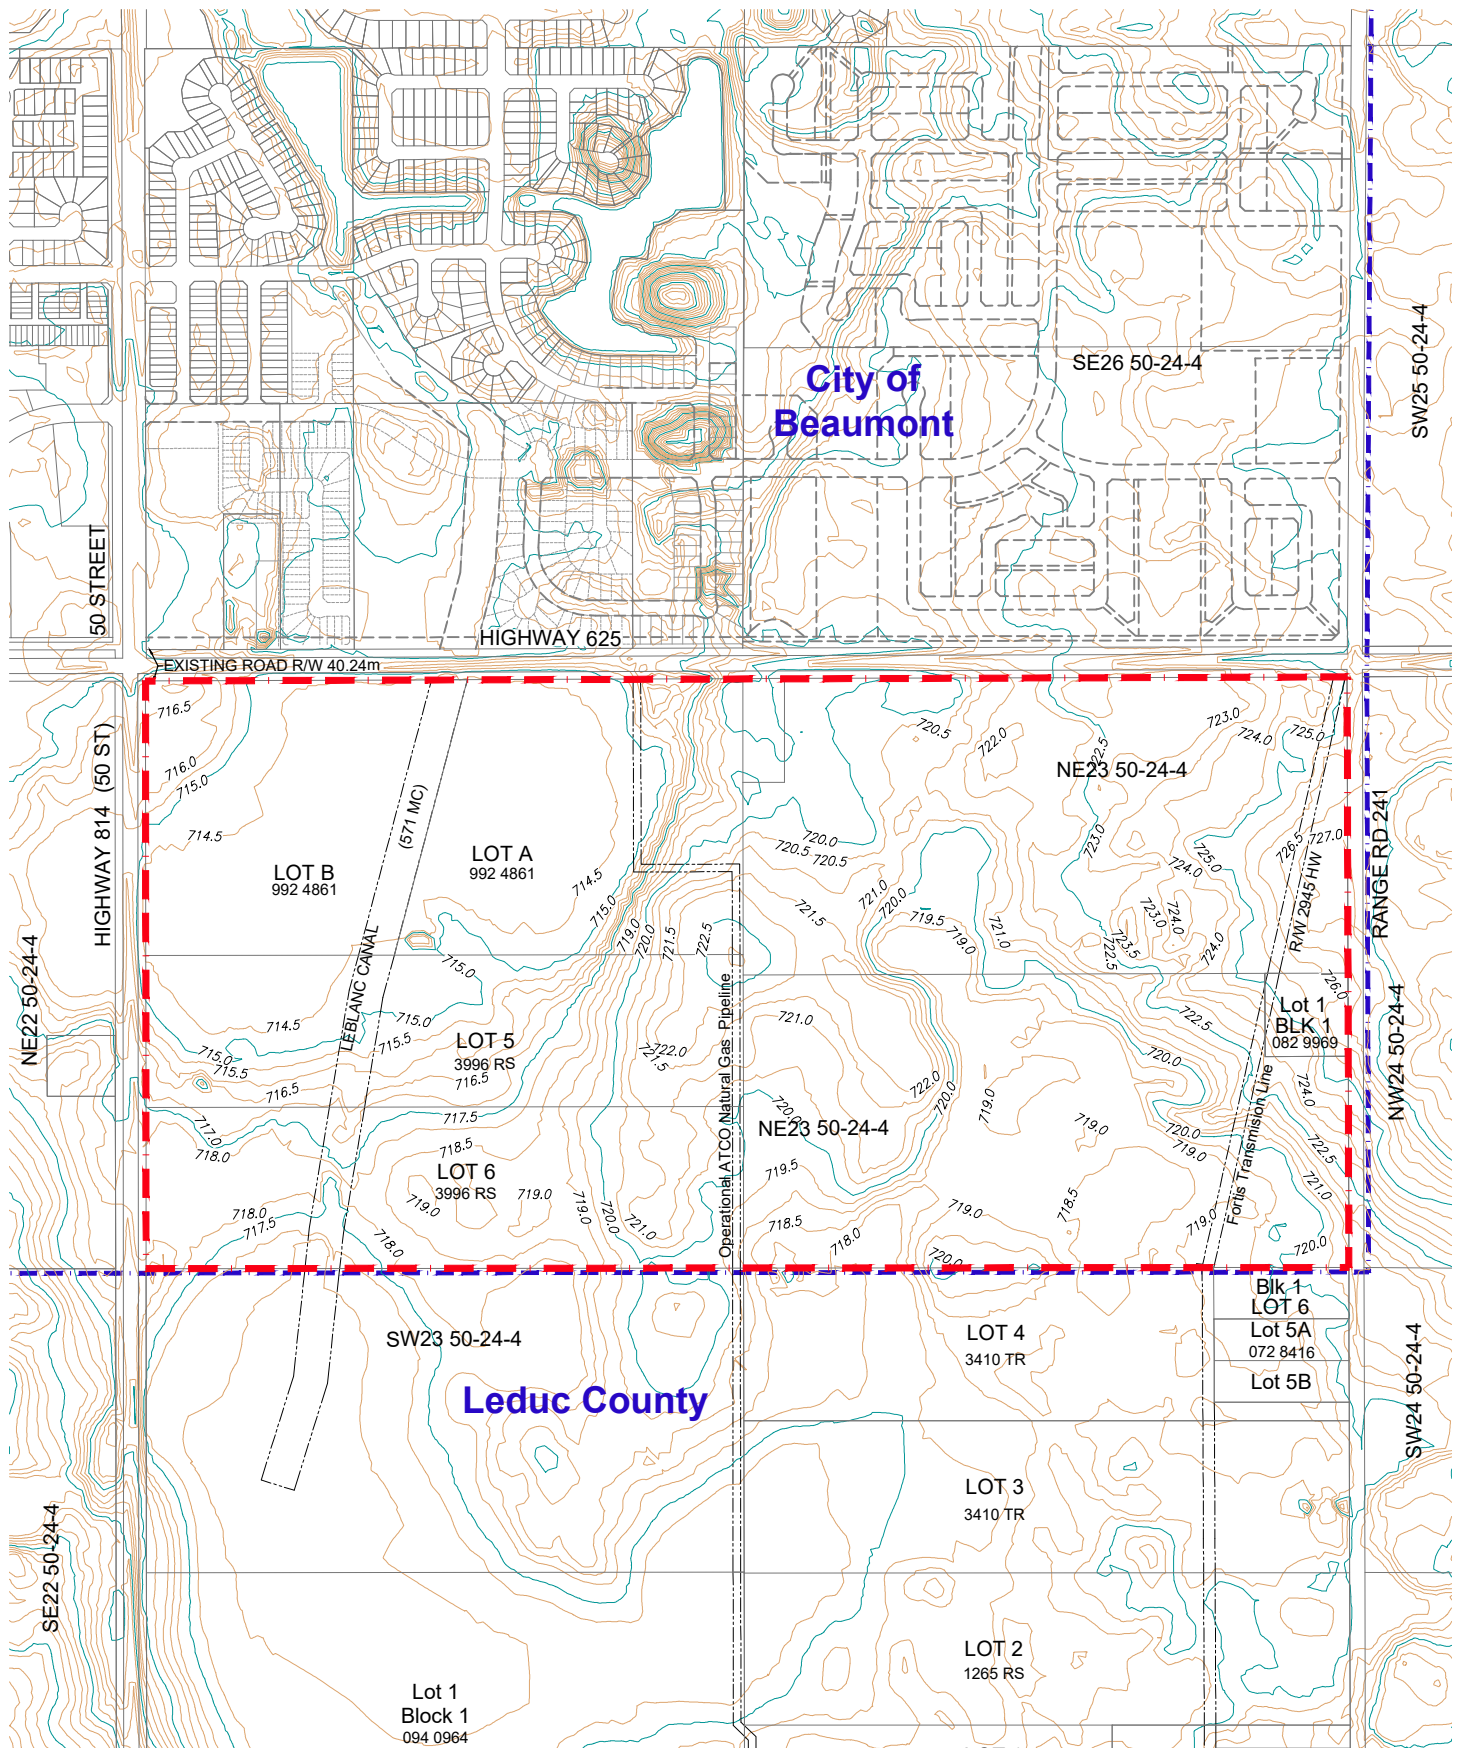 SW25 50-24-4
SE26 50-24-4
City of
Beaumont
50 STREET
HIGHWAY 625
EXISTING ROAD R/W 40.24m
716.5
716.0
715.0
714.5
HIGHWAY 814 (50 ST)
(571 MC)
LOT B
992 4861
LOT A
992 4861
714.5
715.0
719.0
720.0
721.5
722.5
720.5
722.0
722.5
723.0
724.0
725.0
NE23 50-24-4
720.0
720.5
720.5
723.0
726.5
727.0
725.0
724.0
721.0
720.0
721.5
719.5
719.0
721.0
723.0
724.0
723.5
722.5
724.0
R/W 2945 HW
RANGE RD 241
NE22 50-24-4
LEBLANC CANAL
715.0
714.5
715.0
715.5
LOT 5
3996 RS
715.0
715.5
716.5
716.5
722.0
721.5
Operational ATCO Natural Gas Pipeline
721.0
722.0
720.0
719.0
719.0
722.5
720.0
726.0
Lot 1
BLK 1
082 9969
724.0
NW24 50-24-4
717.0
718.0
717.5
718.5
LOT 6
3996 RS
719.0
719.0
719.0
720.0
721.0
718.0
717.5
718.0
720.0
NE23 50-24-4
719.5
718.5
718.0
719.0
718.5
720.0
720.0
719.0
719.0
722.5
721.0
720.0
Fortis Transmision Line
SW23 50-24-4
Leduc County
LOT 4
3410 TR
Blk 1
LOT 6
Lot 5A
072 8416
Lot 5B
SW24 50-24-4
LOT 3
3410 TR
SE22 50-24-4
LOT 2
1265 RS
Lot 1
Block 1
094 0964